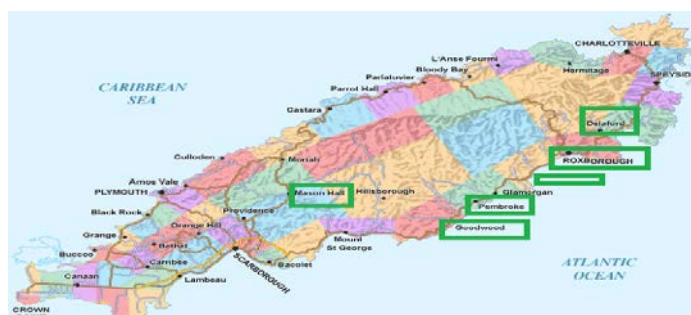 CHARLOTTEVILLE
L'Anse Fourmi
Bloody Bay
Hermitage
SPEYSIDE
Parlatuvier
Parrot Hall
CARIBBEAN
SEA
Castara
Delaford
ROXBOROUGH
Culloden
Moriah
Amos Vale
PLYMOUTH
Mason Hall
Hillsborough
Glamorgan
Pembroke
Black Rock
Providence
Goodwood
Grange
Orange Hill
Mount
St George
Buccoo
Bethel
SCARBOROUGH
Bacolet
ATLANTIC
OCEAN
Carnbee
Canaan
Lambeau
CROWN